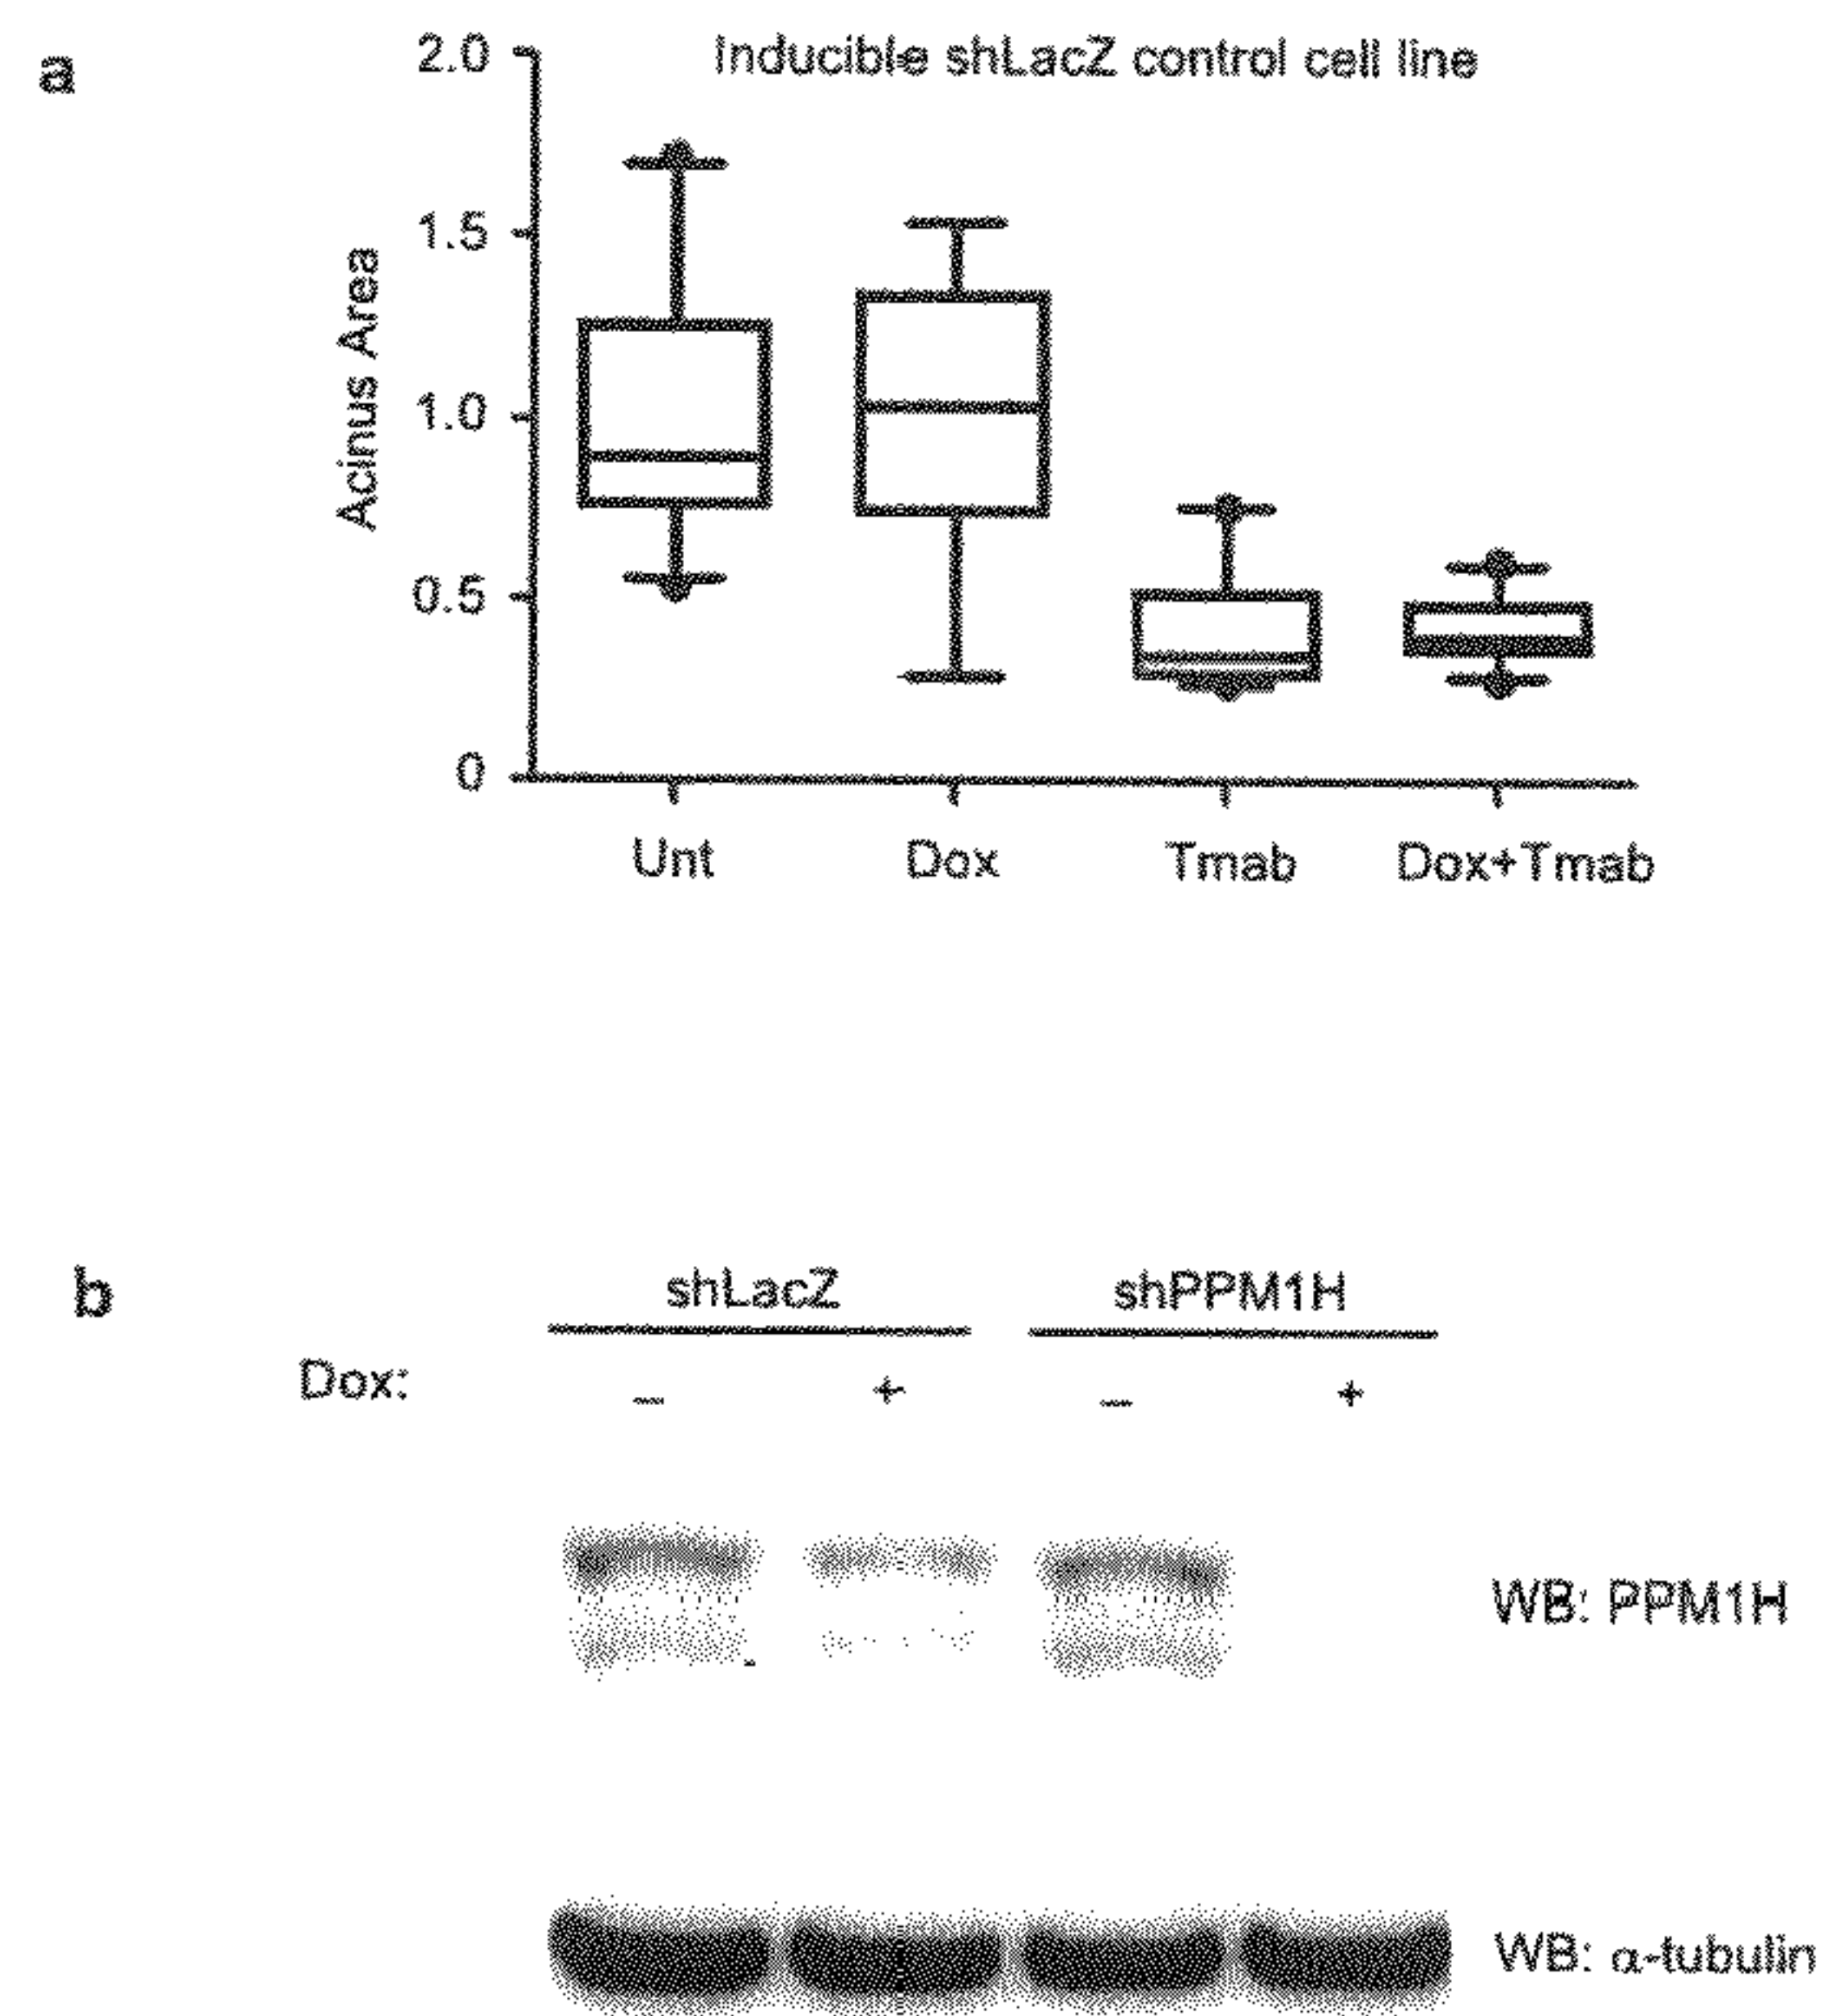 a
Inducible shLacZ control cell line
Acinus Area
2.0
1.5
1.0
0.5
0
Unt Dox Tmab Dox+Tmab
b
shLacZ shPPM1H
Dox: – + – +
WB: PPM1H
WB: α-tubulin